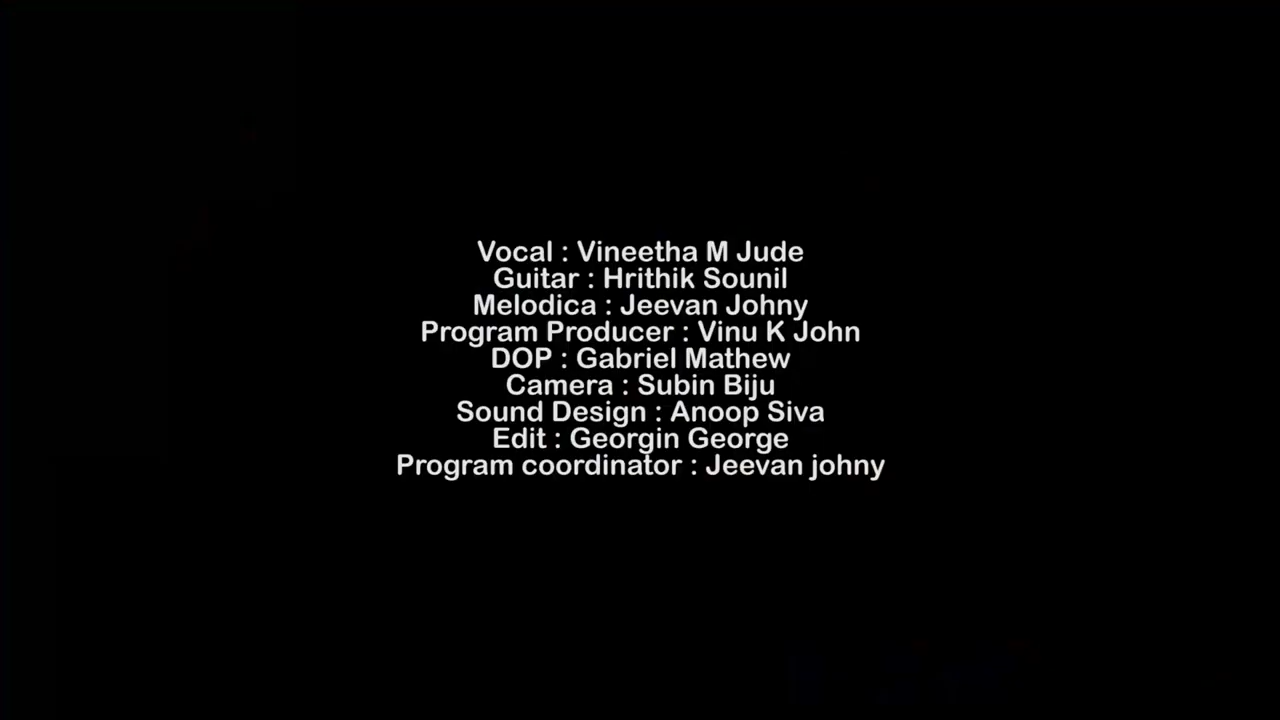 Vocal : Vineetha M Jude
Guitar : Hrithik Sounil
Melodica : Jeevan Johny
Program Producer : Vinu K John
DOP : Gabriel Mathew
Camera : Subin Biju
Sound Design : Anoop Siva
Edit : Georgin George
Program coordinator : Jeevan johny